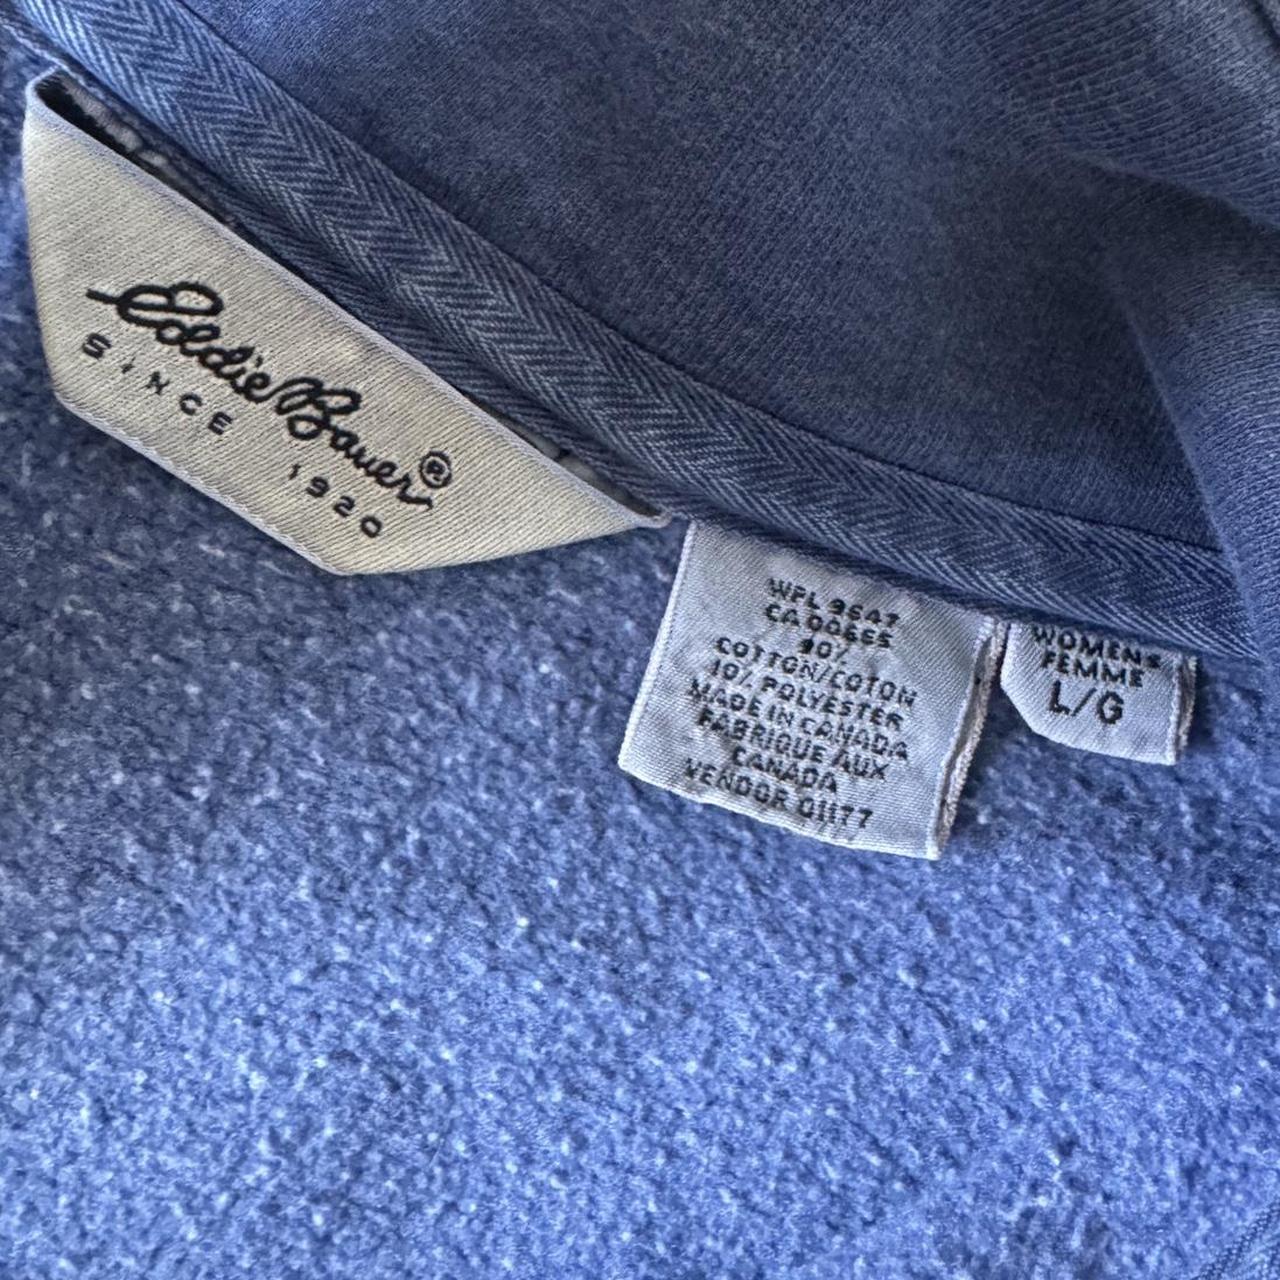 Eddie Bauer®
SINCE 1920
WPL 9647
CA 00665
90%
COTTON/COTON
10% POLYESTER
MADE IN CANADA
FABRIQUE AUX
CANADA
VENDOR 01177
WOMENS
FEMME
L/G